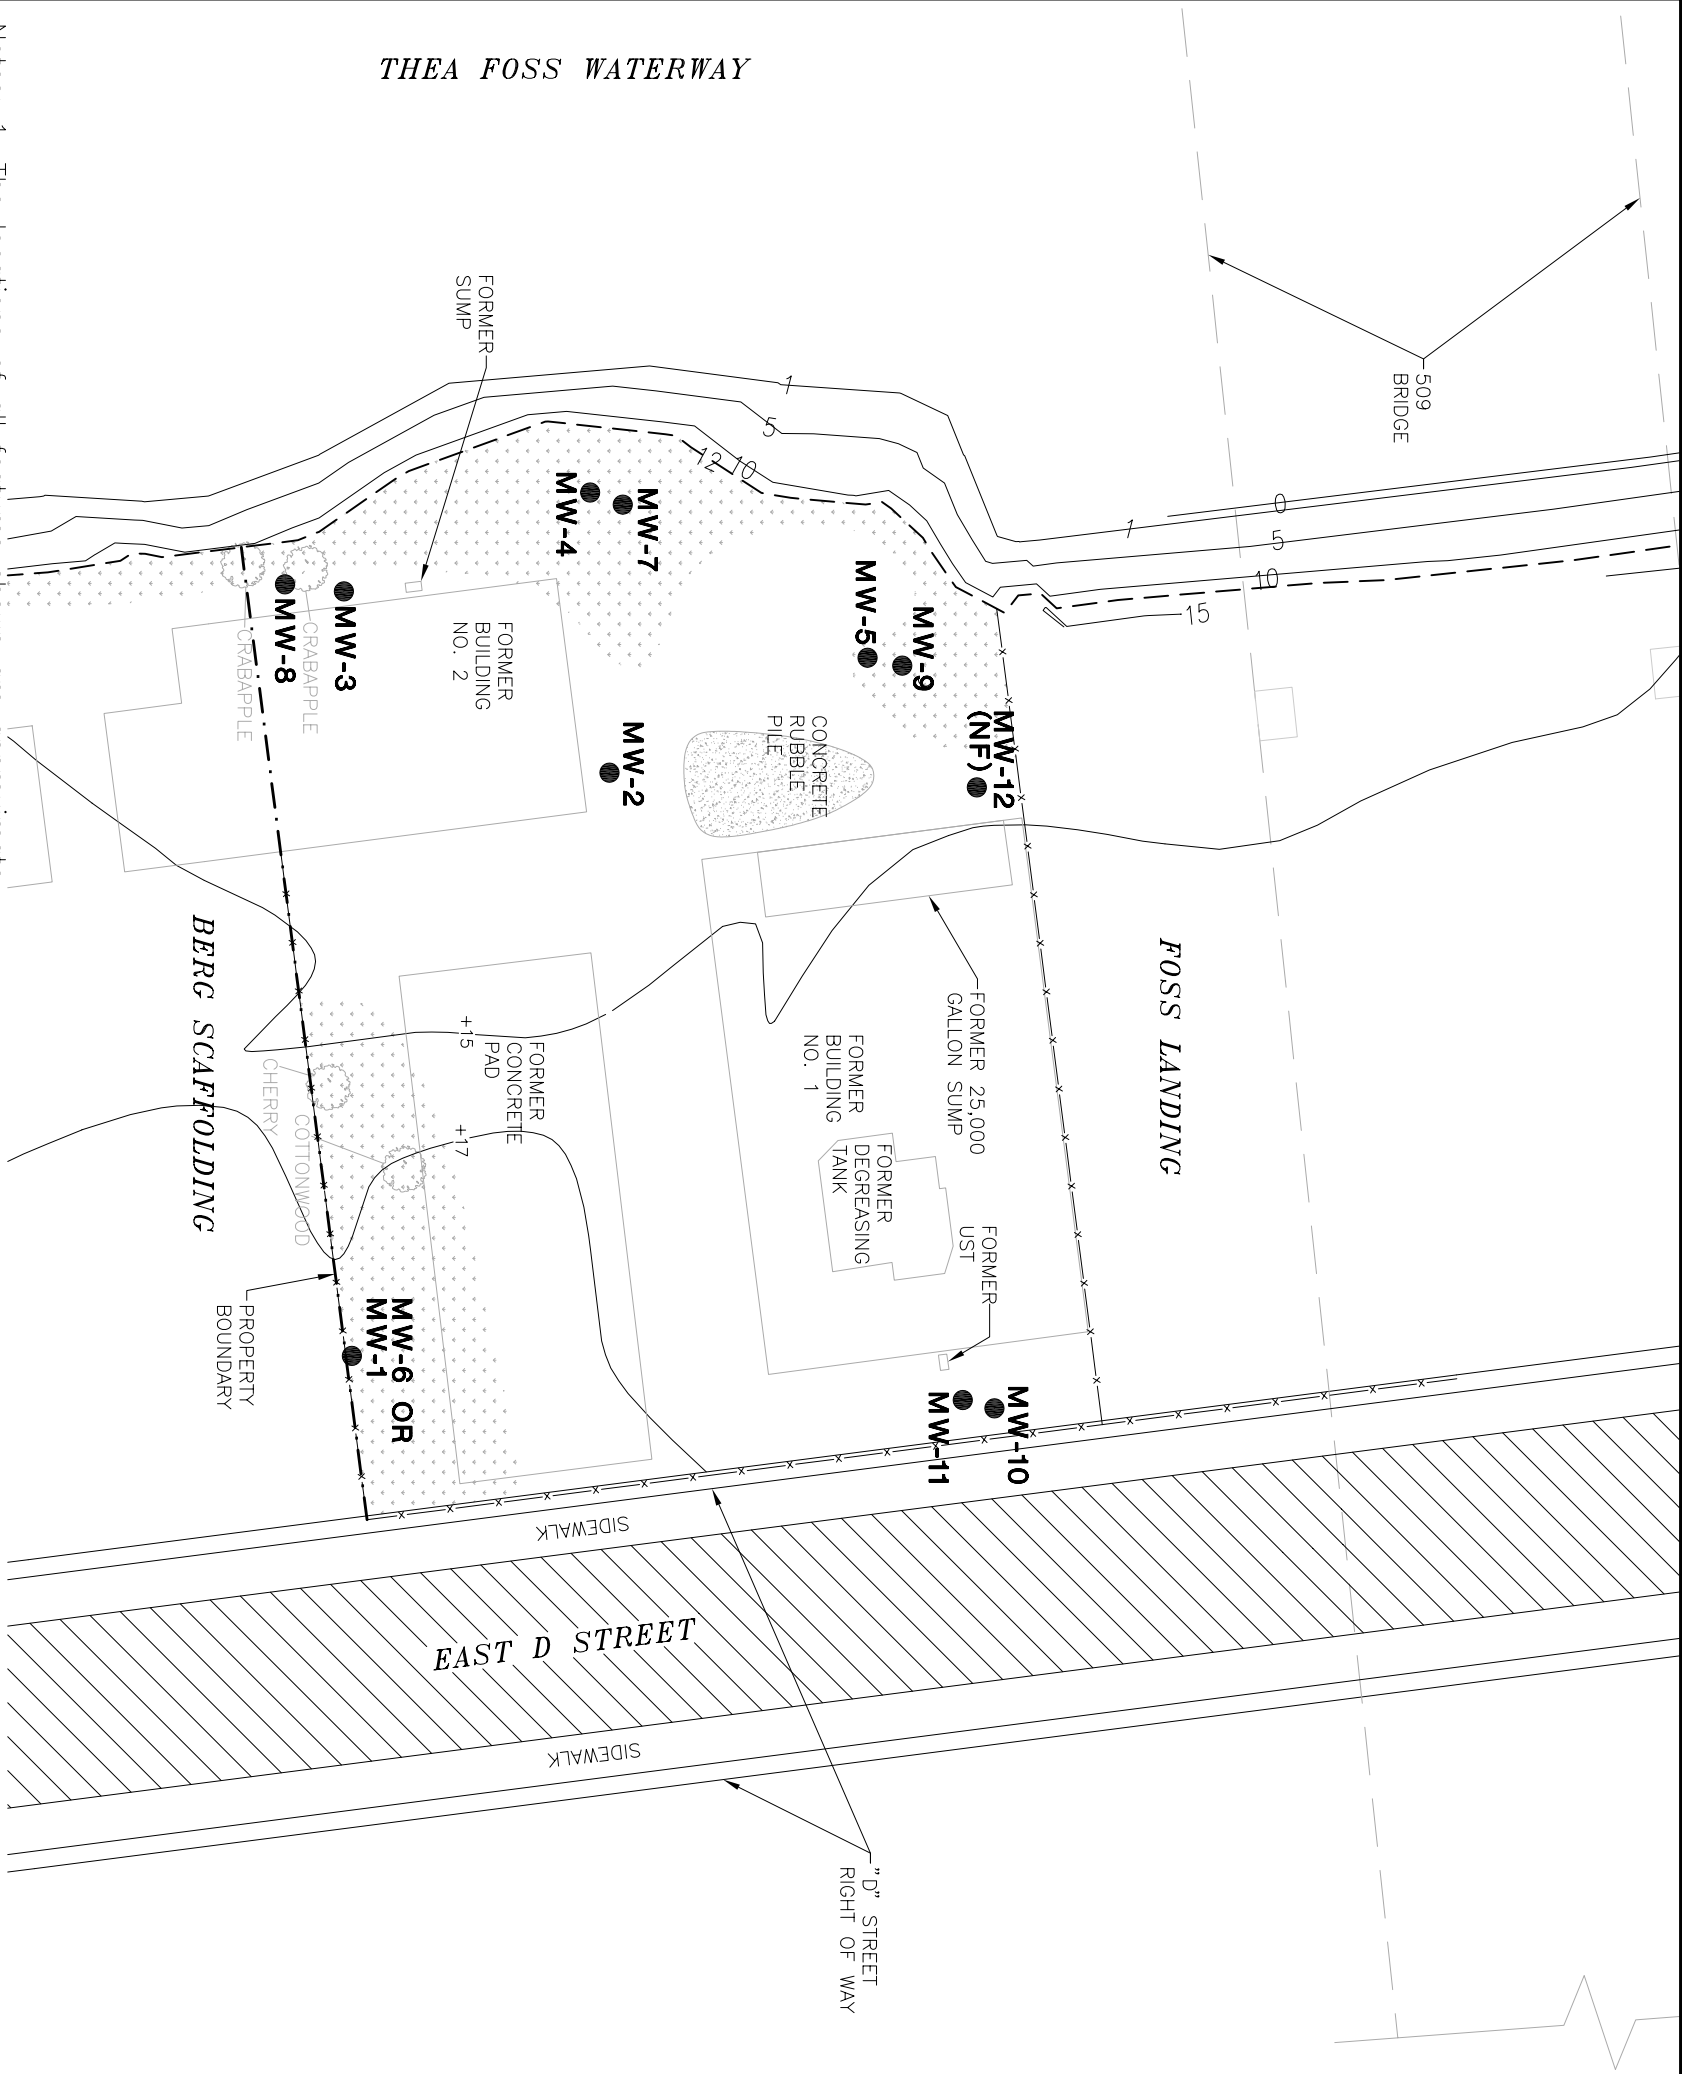 THEA FOSS WATERWAY
509
BRIDGE
FORMER
SUMP
1
5
12
10
0
1
5
10
15
MW-4
MW-7
MW-5
MW-9
MW-12
(NF)
MW-8
MW-3
CRABAPPLE
CRABAPPLE
FORMER
BUILDING
NO. 2
MW-2
CONCRETE
RUBBLE
PILE
BERG SCAFFOLDING
FOSS LANDING
FORMER 25,000
GALLON SUMP
+15
FORMER
CONCRETE
PAD
FORMER
BUILDING
NO. 1
CHERRY
COTTONWOOD
+17
FORMER
DEGREASING
TANK
FORMER
UST
PROPERTY
BOUNDARY
MW-6 OR
MW-1
MW-10
MW-11
SIDEWALK
EAST D STREET
SIDEWALK
"D" STREET
RIGHT OF WAY